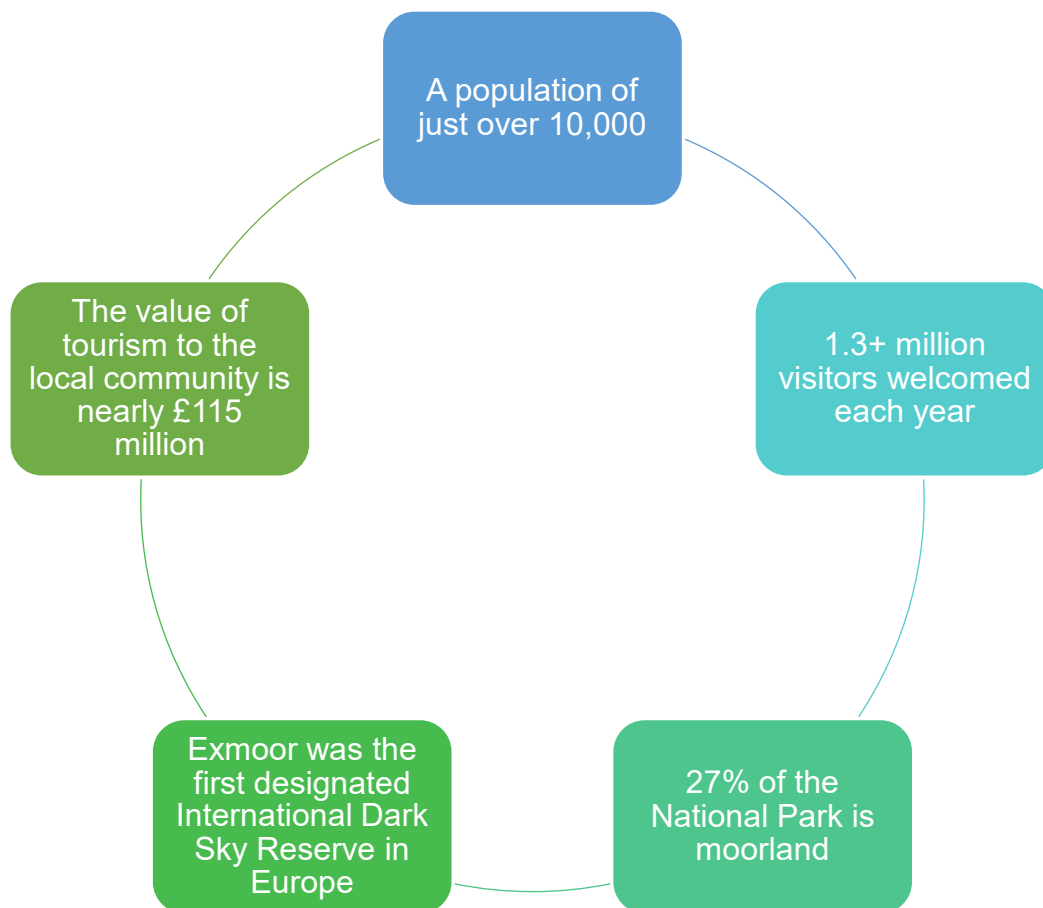 A population of
just over 10,000
1.3+ million
visitors welcomed
each year
27% of the
National Park is
moorland
Exmoor was the
first designated
International Dark
Sky Reserve in
Europe
The value of
tourism to the
local community is
nearly £115
million